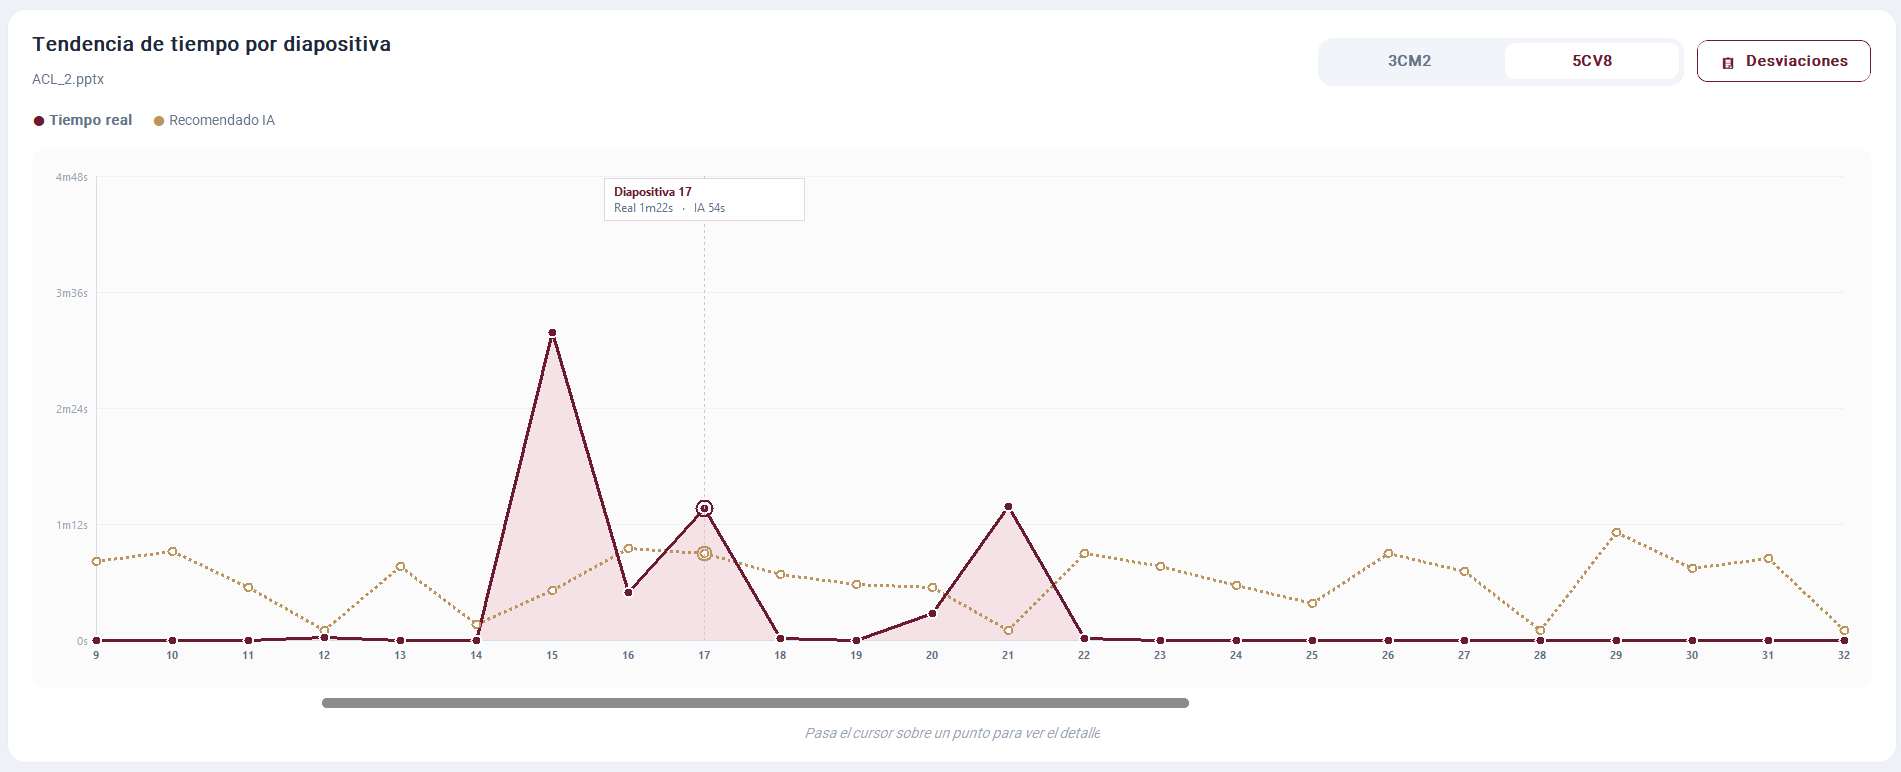 Tendencia de tiempo por diapositiva
ACL_2.pptx
3CM2
5CV8
Desviaciones
Tiempo real
Recomendado IA
4m48s
3m36s
2m24s
1m12s
0s
Diapositiva 17
Real 1m22s · IA 54s
9 10 11 12 13 14 15 16 17 18 19 20 21 22 23 24 25 26 27 28 29 30 31 32
Pasa el cursor sobre un punto para ver el detalle